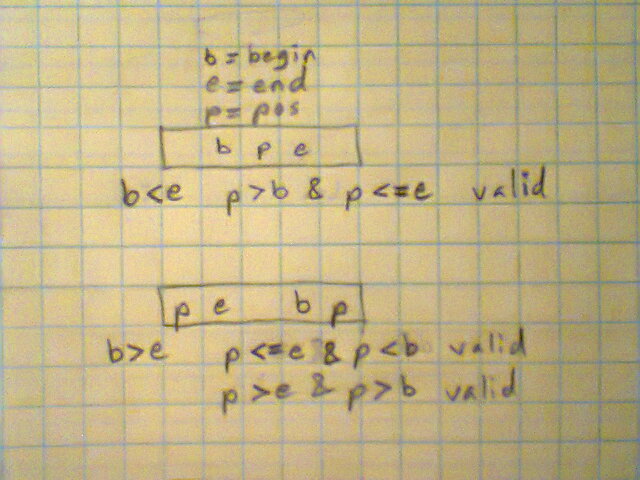 b = begin
e = end
p = pos
b p e
b<e p>b & p<=e valid
p e b p
b>e p<=e & p<b valid
p>e & p>b valid